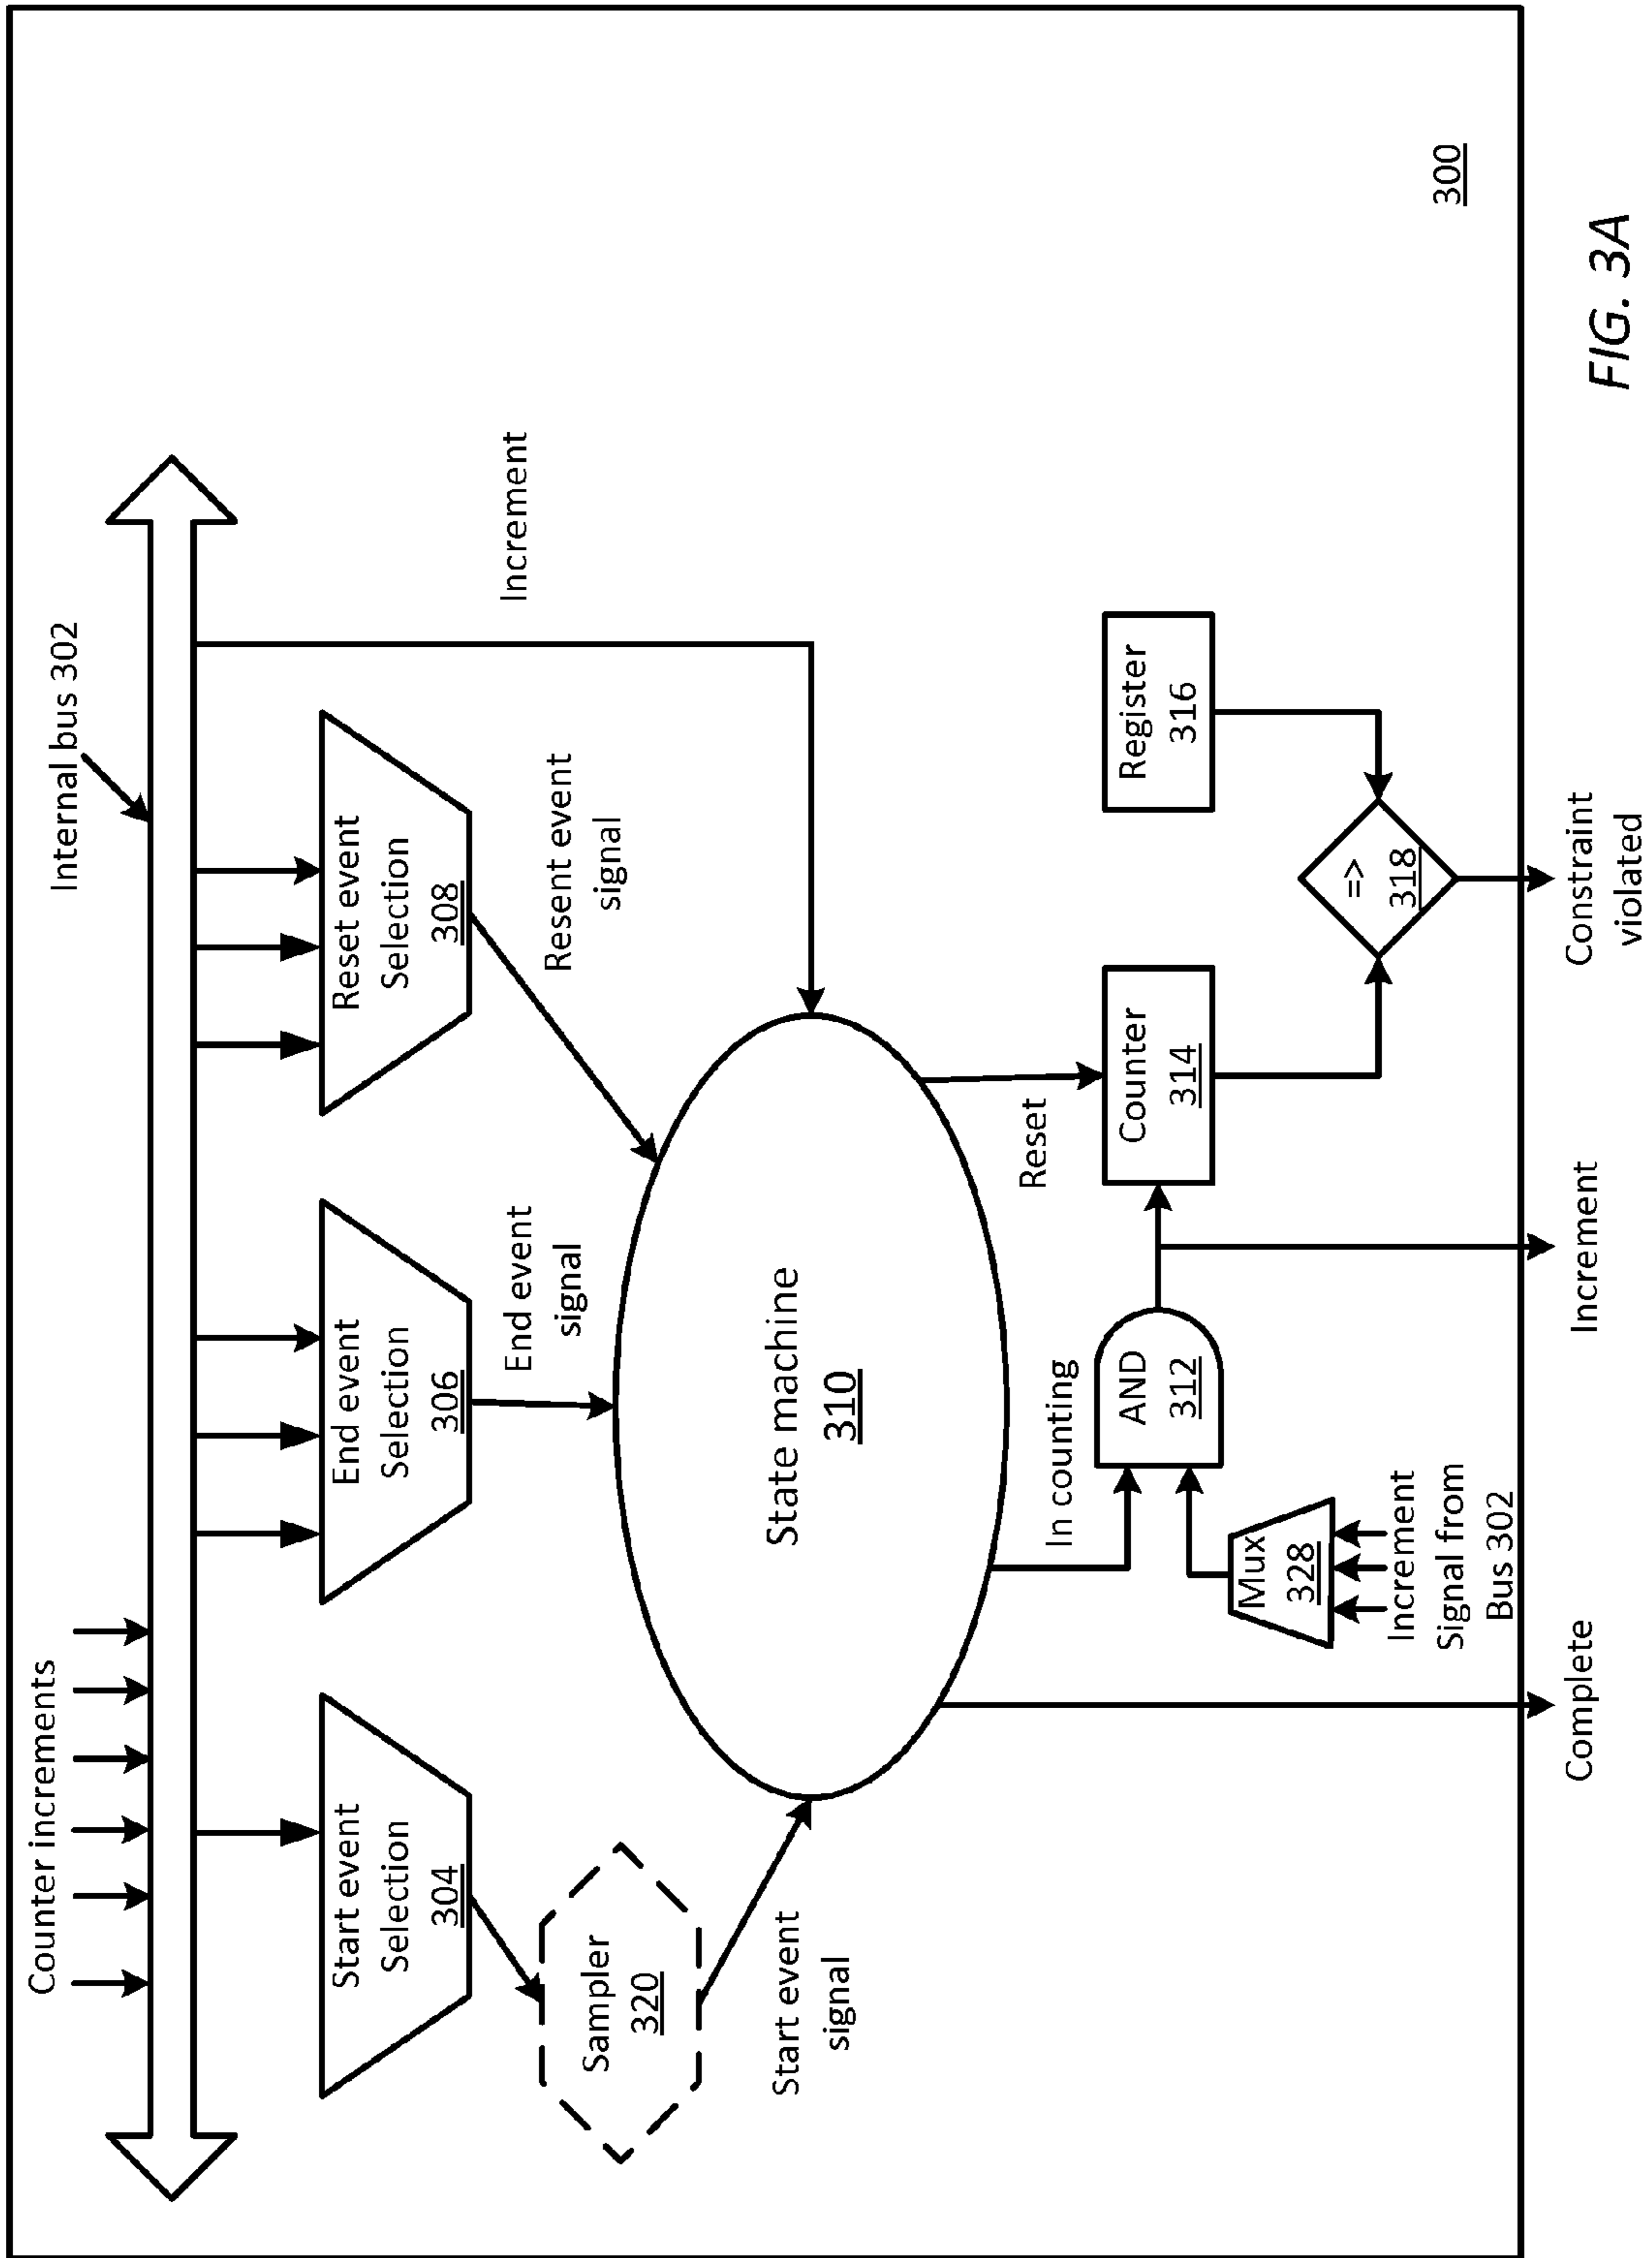 Counter increments
Internal bus 302
Start event
Selection
304
End event
Selection
306
Reset event
Selection
308
Sampler
320
Start event
signal
End event
signal
Resent event
signal
Increment
State machine
310
In counting
Reset
AND
312
Mux
328
Increment
Signal from
Bus 302
Counter
314
Register
316
=>
318
300
Complete
Increment
Constraint
violated
FIG. 3A